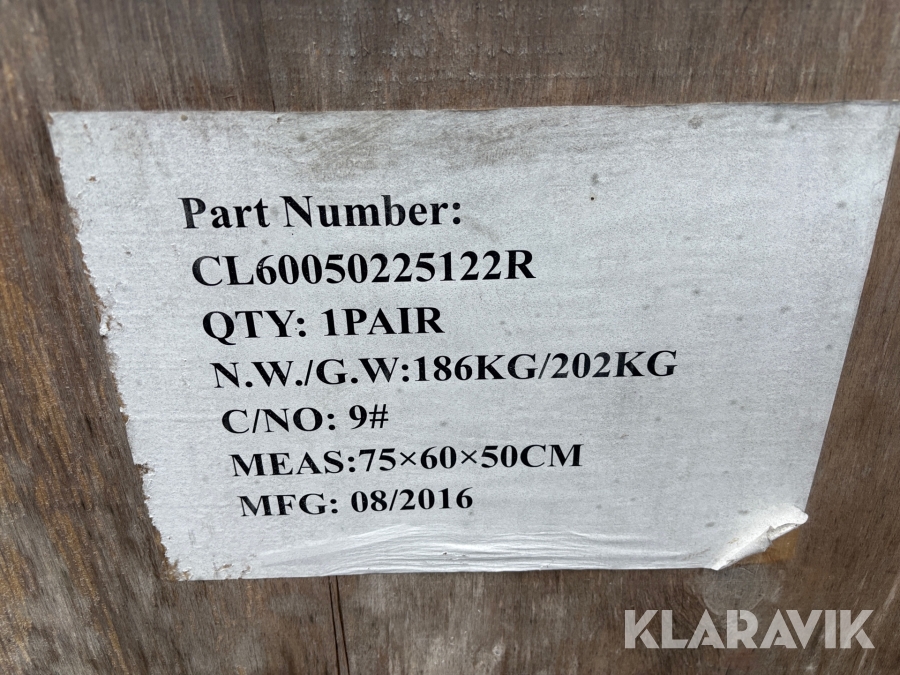 Part Number:
CL60050225122R
QTY: 1PAIR
N.W./G.W:186KG/202KG
C/NO: 9#
MEAS:75×60×50CM
MFG: 08/2016
KLARAVIK